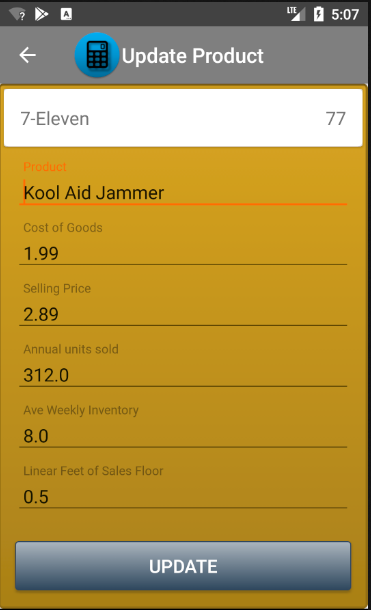 LTE 5:07
Update Product
7-Eleven 77
Product
Kool Aid Jammer
Cost of Goods
1.99
Selling Price
2.89
Annual units sold
312.0
Ave Weekly Inventory
8.0
Linear Feet of Sales Floor
0.5
UPDATE